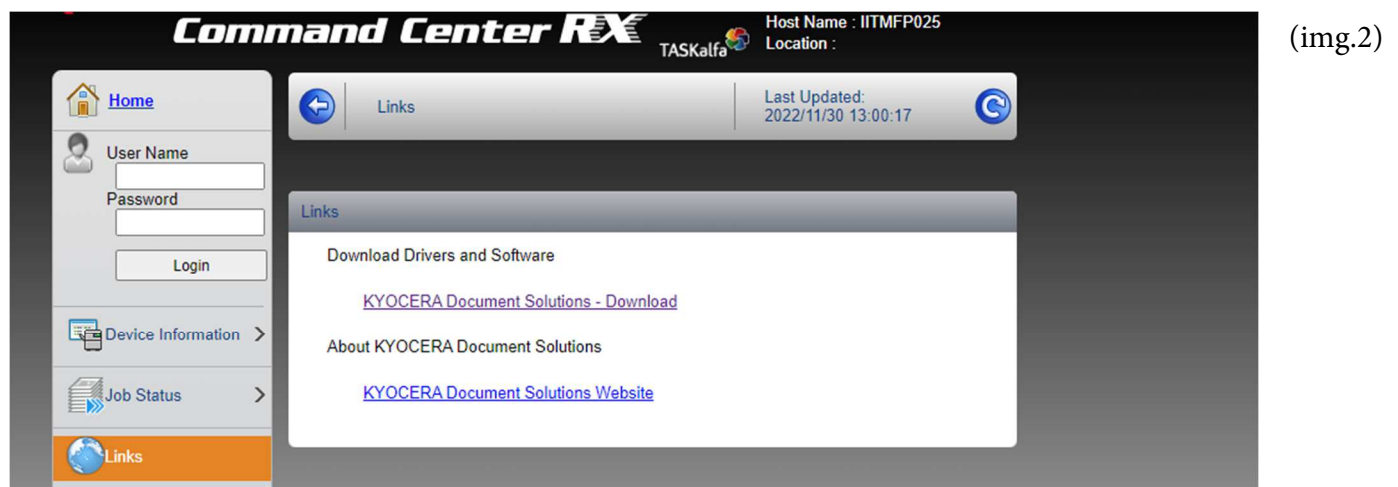 Command Center RX
TASKalfa
Host Name : IITMFP025
Location :
(img.2)
Home
User Name
Password
Login
Device Information
Job Status
Links
Links
Last Updated:
2022/11/30 13:00:17
Links
Download Drivers and Software
KYOCERA Document Solutions - Download
About KYOCERA Document Solutions
KYOCERA Document Solutions Website